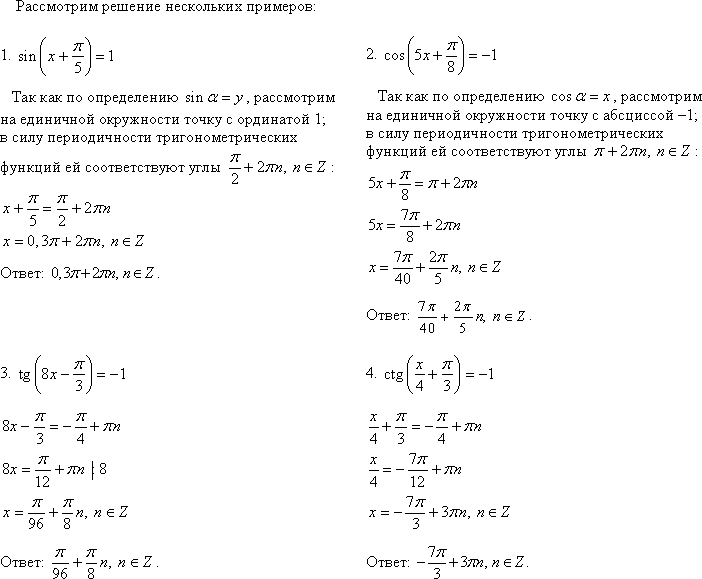 Рассмотрим решение нескольких примеров:
1. sin(x + π/5) = 1
Так как по определению sin α = y, рассмотрим
на единичной окружности точку с ординатой 1;
в силу периодичности тригонометрических
функций ей соответствуют углы π/2 + 2πn, n ∈ Z :
x + π/5 = π/2 + 2πn
x = 0,3π + 2πn, n ∈ Z
Ответ: 0,3π + 2πn, n ∈ Z.
2. cos(5x + π/8) = −1
Так как по определению cos α = x, рассмотрим
на единичной окружности точку с абсциссой −1;
в силу периодичности тригонометрических
функций ей соответствуют углы π + 2πn, n ∈ Z :
5x + π/8 = π + 2πn
5x = 7π/8 + 2πn
x = 7π/40 + 2π/5 n, n ∈ Z
Ответ: 7π/40 + 2π/5 n, n ∈ Z.
3. tg(8x − π/3) = −1
8x − π/3 = −π/4 + πn
8x = π/12 + πn ¦ 8
x = π/96 + π/8 n, n ∈ Z
Ответ: π/96 + π/8 n, n ∈ Z.
4. ctg(x/4 + π/3) = −1
x/4 + π/3 = −π/4 + πn
x/4 = −7π/12 + πn
x = −7π/3 + 3πn, n ∈ Z
Ответ: −7π/3 + 3πn, n ∈ Z.